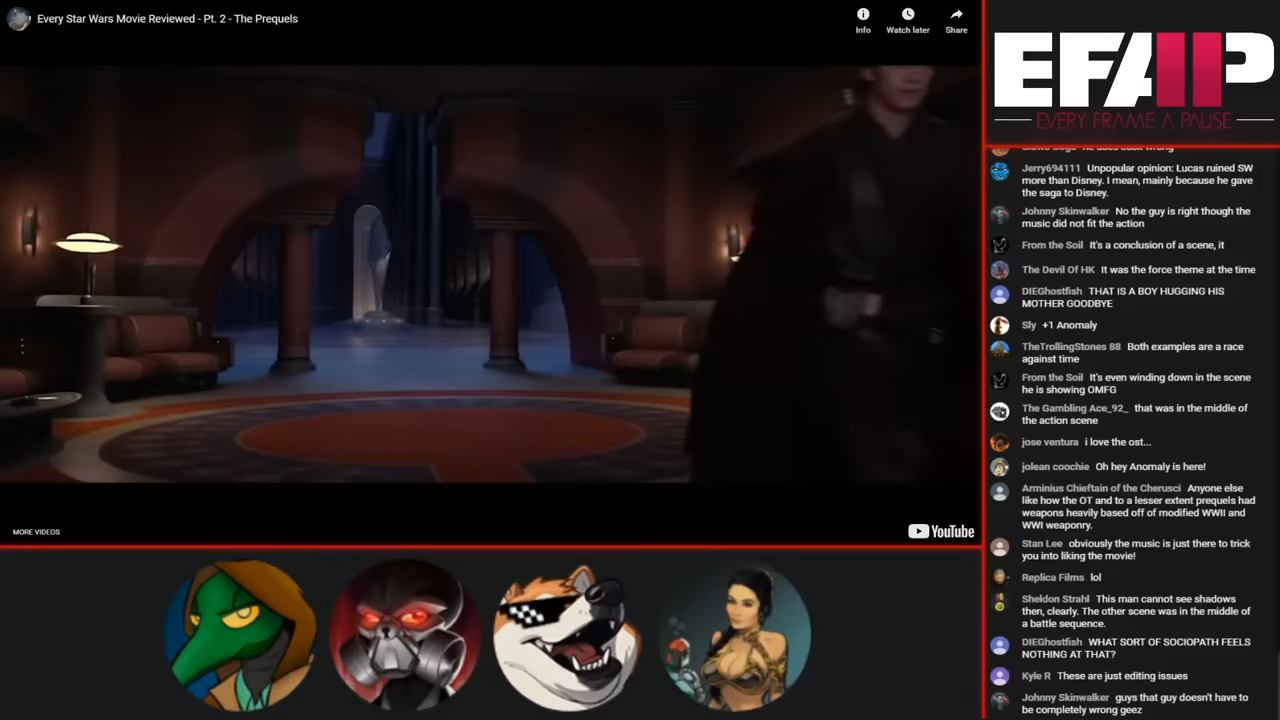 Every Star Wars Movie Reviewed - Pt. 2 - The Prequels
Info
Watch later
Share
MORE VIDEOS
YouTube
EFAP
EVERY FRAME A PAUSE
Jerry694111 Unpopular opinion: Lucas ruined SW
more than Disney. I mean, mainly because he gave
the saga to Disney.
Johnny Skinwalker No the guy is right though the
music did not fit the action
From the Soil It's a conclusion of a scene, it
The Devil Of HK It was the force theme at the time
DIEGhostfish THAT IS A BOY HUGGING HIS
MOTHER GOODBYE
Sly +1 Anomaly
TheTrollingStones 88 Both examples are a race
against time
From the Soil It's even winding down in the scene
he is showing OMFG
The Gambling Ace_92_ that was in the middle of
the action scene
jose ventura i love the ost...
jolean coochie Oh hey Anomaly is here!
Arminius Chieftain of the Cherusci Anyone else
like how the OT and to a lesser extent prequels had
weapons heavily based off of modified WWII and
WWI weaponry.
Stan Lee obviously the music is just there to trick
you into liking the movie!
Replica Films lol
Sheldon Strahl This man cannot see shadows
then, clearly. The other scene was in the middle of
a battle sequence.
DIEGhostfish WHAT SORT OF SOCIOPATH FEELS
NOTHING AT THAT?
Kyle R These are just editing issues
Johnny Skinwalker guys that guy doesn't have to
be completely wrong geez